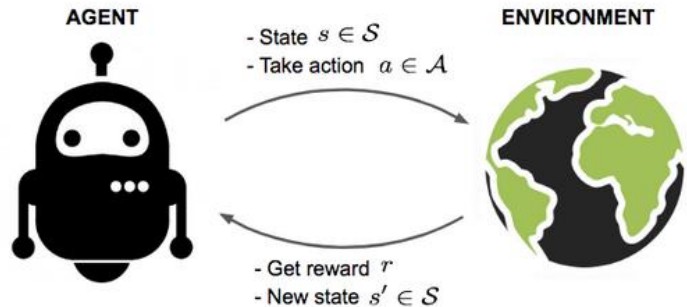 AGENT
ENVIRONMENT
- State s ∈ 𝒮
- Take action a ∈ 𝒜
- Get reward r
- New state s′ ∈ 𝒮